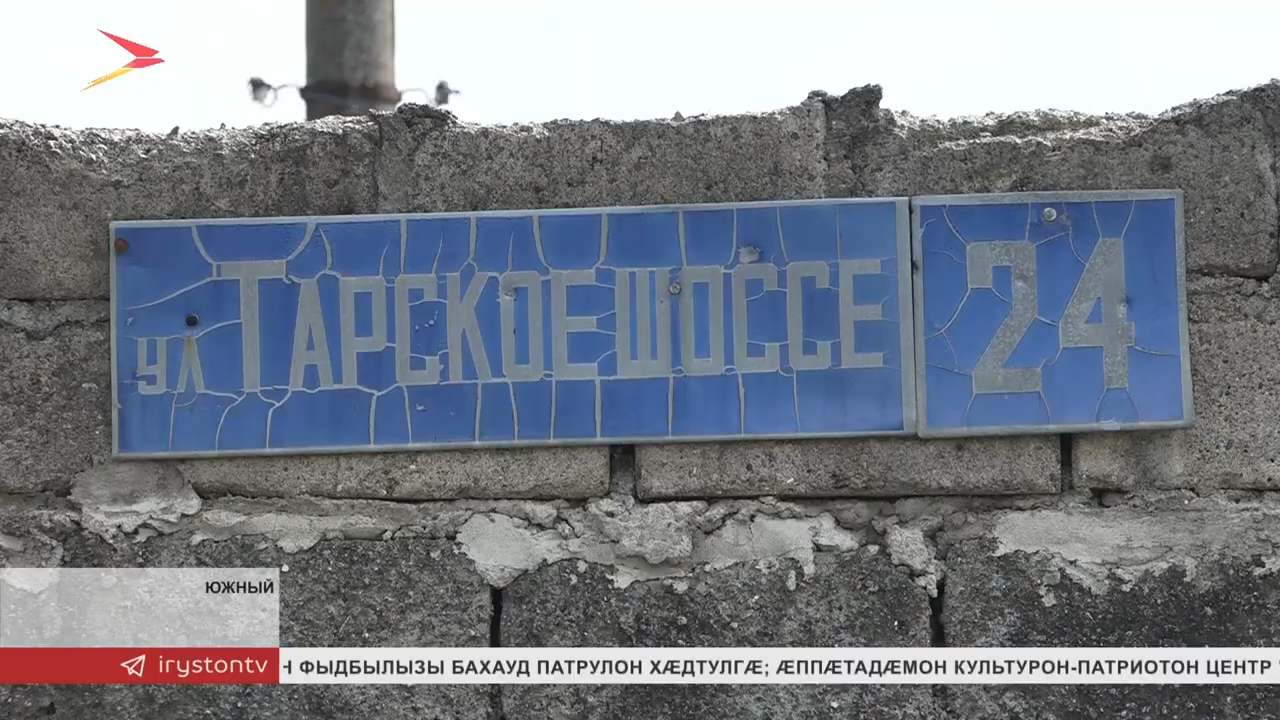 ул ТАРСКОЕ ШОССЕ 24
ЮЖНЫЙ
irystontv
Н ФЫДБЫЛЫЗЫ БАХАУД ПАТРУЛОН ХÆДТУЛГÆ; ÆППÆТАДÆМОН КУЛЬТУРОН-ПАТРИОТОН ЦЕНТР